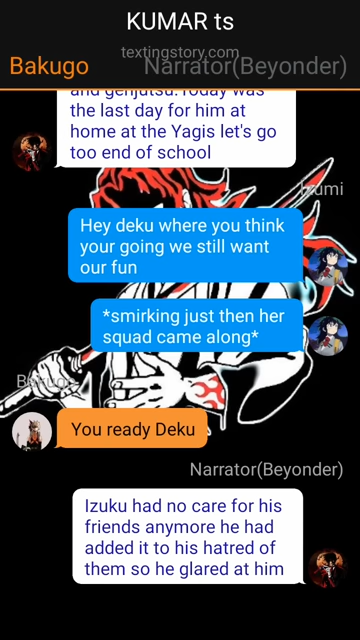 KUMAR ts
textingstory.com
Bakugo
Narrator(Beyonder)
and genjutsu.Today was
the last day for him at
home at the Yagis let's go
too end of school
Izumi
Hey deku where you think
your going we still want
our fun
*smirking just then her
squad came along*
Bakugo
You ready Deku
Narrator(Beyonder)
Izuku had no care for his
friends anymore he had
added it to his hatred of
them so he glared at him